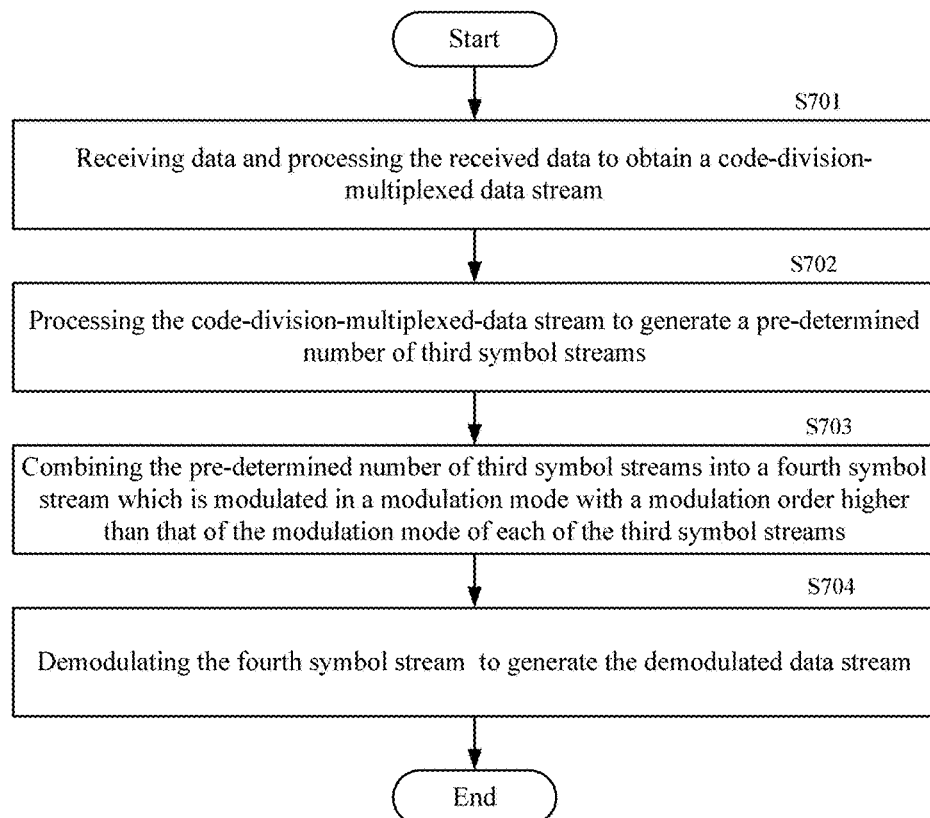 Start
S701
Receiving data and processing the received data to obtain a code-division-
multiplexed data stream
S702
Processing the code-division-multiplexed-data stream to generate a pre-determined
number of third symbol streams
S703
Combining the pre-determined number of third symbol streams into a fourth symbol
stream which is modulated in a modulation mode with a modulation order higher
than that of the modulation mode of each of the third symbol streams
S704
Demodulating the fourth symbol stream to generate the demodulated data stream
End